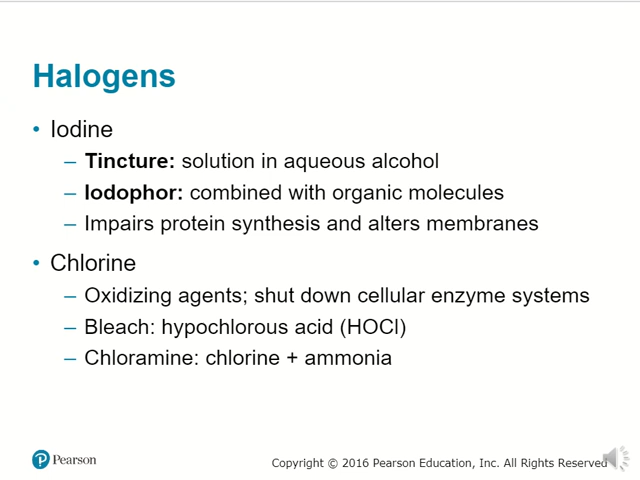 Halogens
• Iodine
– Tincture: solution in aqueous alcohol
– Iodophor: combined with organic molecules
– Impairs protein synthesis and alters membranes
• Chlorine
– Oxidizing agents; shut down cellular enzyme systems
– Bleach: hypochlorous acid (HOCl)
– Chloramine: chlorine + ammonia
P Pearson
Copyright © 2016 Pearson Education, Inc. All Rights Reserved